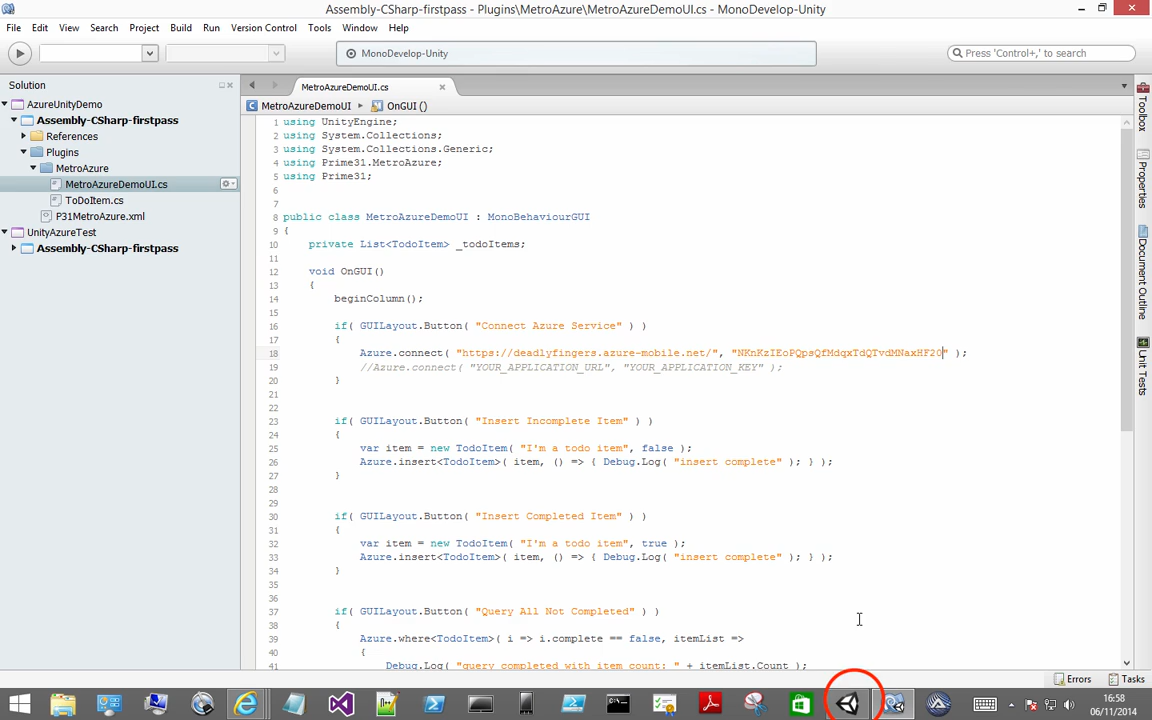 Assembly-CSharp-firstpass - Plugins\MetroAzure\MetroAzureDemoUI.cs - MonoDevelop-Unity
File Edit View Search Project Build Run Version Control Tools Window Help
MonoDevelop-Unity
Press 'Control+,' to search
Solution
AzureUnityDemo
Assembly-CSharp-firstpass
References
Plugins
MetroAzure
MetroAzureDemoUI.cs
ToDoItem.cs
P31MetroAzure.xml
UnityAzureTest
Assembly-CSharp-firstpass
MetroAzureDemoUI.cs
MetroAzureDemoUI OnGUI ()
1 using UnityEngine;
2 using System.Collections;
3 using System.Collections.Generic;
4 using Prime31.MetroAzure;
5 using Prime31;
6
7
8 public class MetroAzureDemoUI : MonoBehaviourGUI
9 {
10 private List<TodoItem> _todoItems;
11
12 void OnGUI()
13 {
14 beginColumn();
15
16 if( GUILayout.Button( "Connect Azure Service" ) )
17 {
18 Azure.connect( "https://deadlyfingers.azure-mobile.net/", "NKnKzIEoPQpsQfMdqxTdQTvdMNaxHF20" );
19 //Azure.connect( "YOUR_APPLICATION_URL", "YOUR_APPLICATION_KEY" );
20 }
21
22
23 if( GUILayout.Button( "Insert Incomplete Item" ) )
24 {
25 var item = new TodoItem( "I'm a todo item", false );
26 Azure.insert<TodoItem>( item, () => { Debug.Log( "insert complete" ); } );
27 }
28
29
30 if( GUILayout.Button( "Insert Completed Item" ) )
31 {
32 var item = new TodoItem( "I'm a todo item", true );
33 Azure.insert<TodoItem>( item, () => { Debug.Log( "insert complete" ); } );
34 }
35
36
37 if( GUILayout.Button( "Query All Not Completed" ) )
38 {
39 Azure.where<TodoItem>( i => i.complete == false, itemList =>
40 {
41 Debug.Log( "query completed with item count: " + itemList.Count );
Toolbox
Properties
Document Outline
Unit Tests
Errors Tasks
16:58
06/11/2014